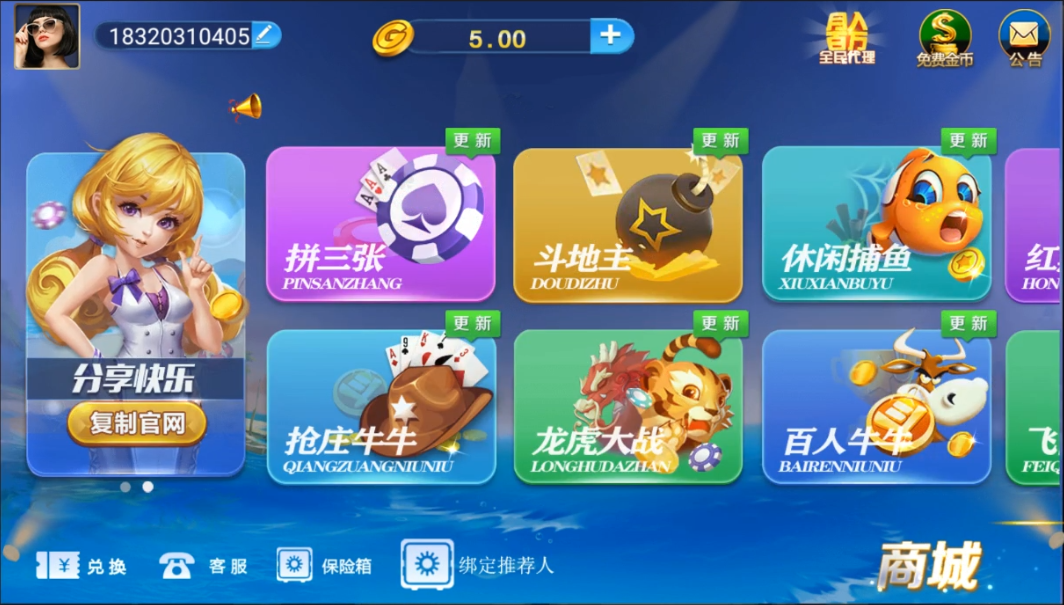 18320310405
5.00
月入百万
全民代理
免费金币
公告
更新
更新
更新
拼三张
PINSANZHANG
斗地主
DOUDIZHU
休闲捕鱼
XIUXIANBUYU
红
HON
分享快乐
复制官网
更新
更新
更新
抢庄牛牛
QIANGZUANGNIUNIU
龙虎大战
LONGHUDAZHAN
百人牛牛
BAIRENNIUNIU
飞
FEIQ
兑换
客服
保险箱
绑定推荐人
商城